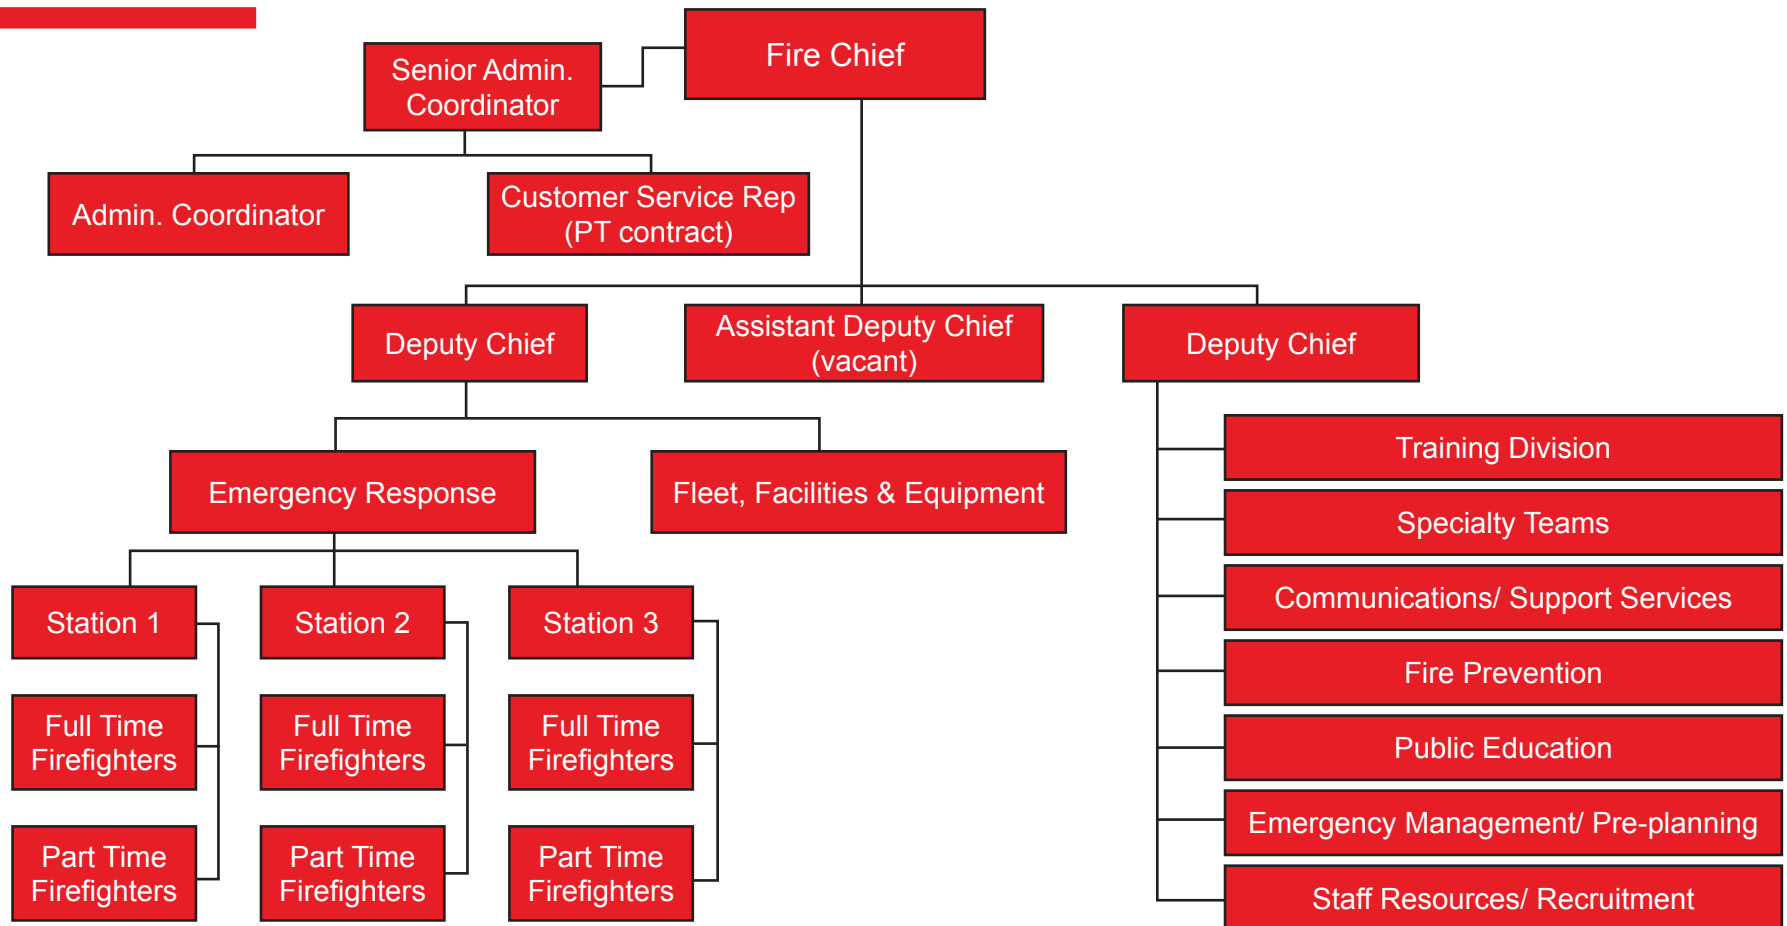 Fire Chief
Senior Admin.
Coordinator
Admin. Coordinator
Customer Service Rep
(PT contract)
Deputy Chief
Assistant Deputy Chief
(vacant)
Deputy Chief
Emergency Response
Fleet, Facilities & Equipment
Station 1
Full Time
Firefighters
Part Time
Firefighters
Station 2
Full Time
Firefighters
Part Time
Firefighters
Station 3
Full Time
Firefighters
Part Time
Firefighters
Training Division
Specialty Teams
Communications/ Support Services
Fire Prevention
Public Education
Emergency Management/ Pre-planning
Staff Resources/ Recruitment